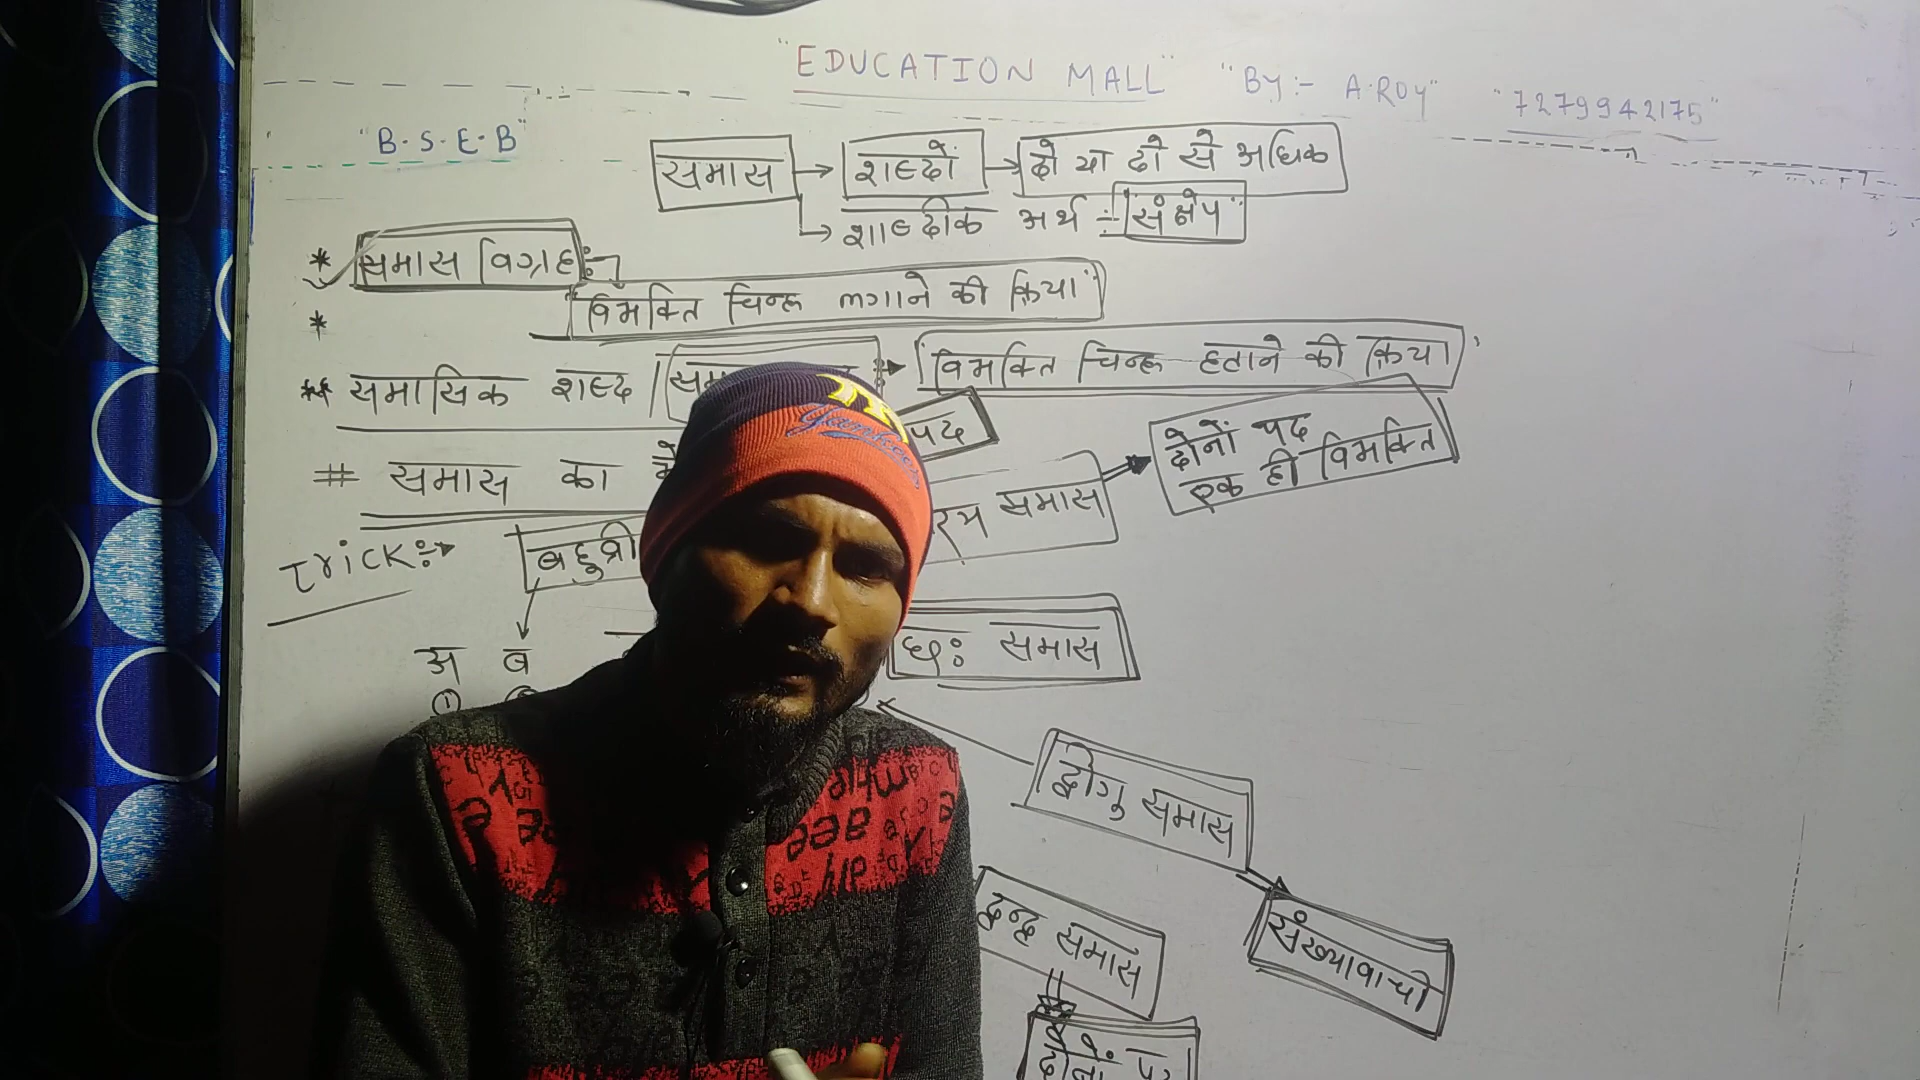 "EDUCATION MALL" "BY:- A.ROY" "7279942175"
"B.S.E.B"
समास → शब्दों → दो या दो से अधिक
शाब्दीक अर्थ :- "संक्षेप"
* समास विग्रह :-
"विभक्ति चिन्ह लगाने की क्रिया"
*
** समासिक शब्द / → "विभक्ति चिन्ह हटाने की क्रिया"
पद
# समास का
दोनों पद
एक ही विभक्ति
समास
Trick:-
अ ब
①
छः समास
द्वीगु समास
द्वन्द्व समास
संख्यावाची
दोनों